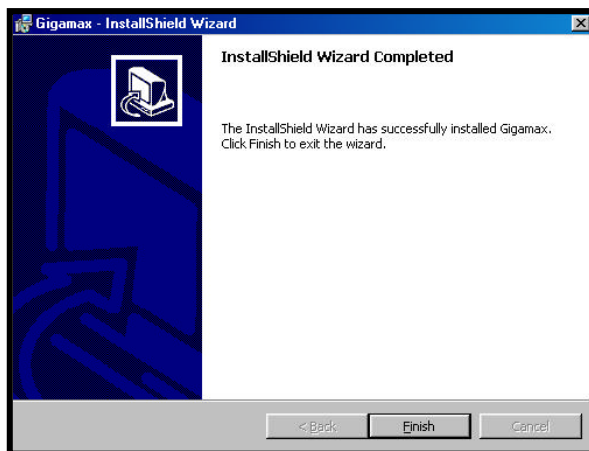 Gigamax - InstallShield Wizard
InstallShield Wizard Completed
The InstallShield Wizard has successfully installed Gigamax.
Click Finish to exit the wizard.
< Back
Finish
Cancel